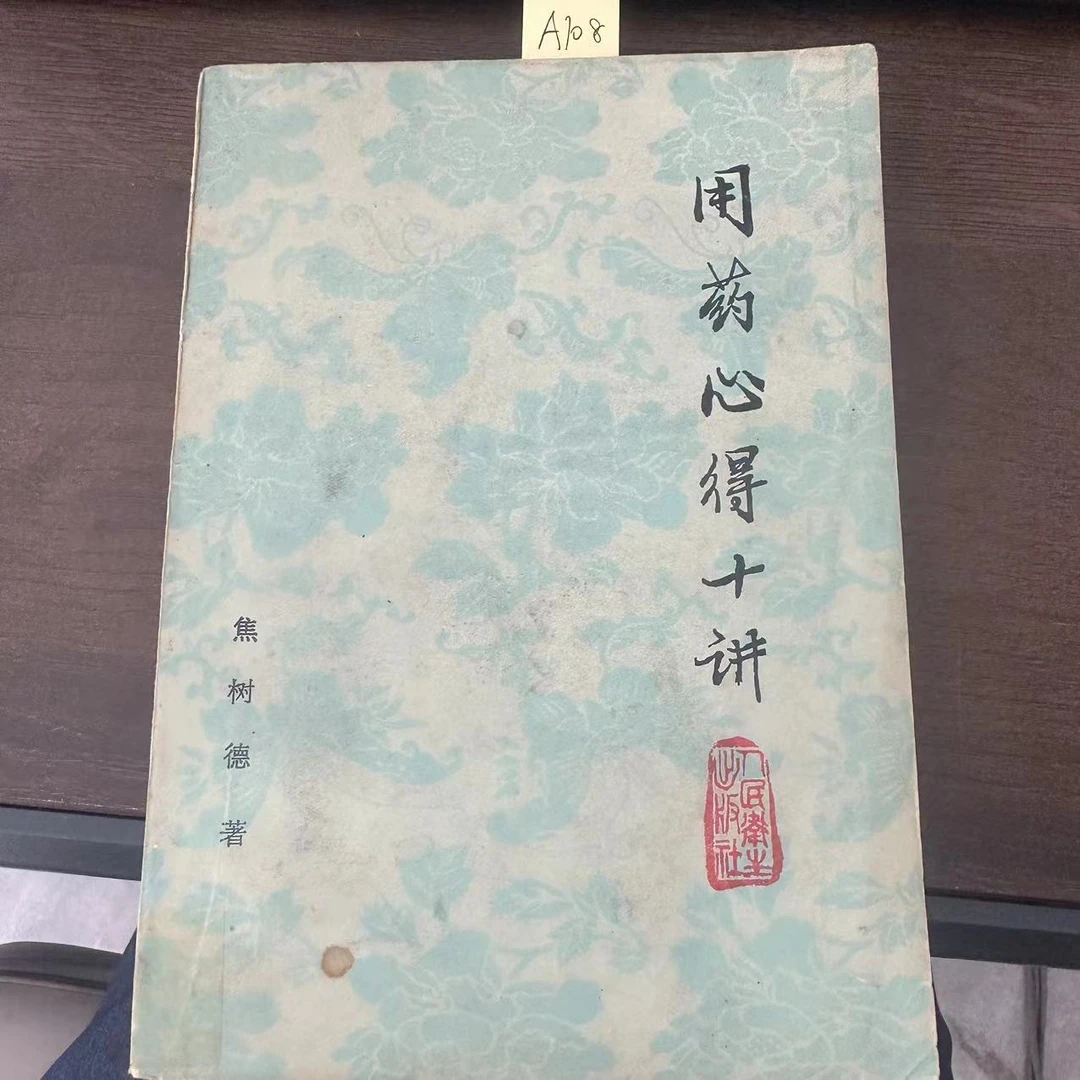 A108
用药心得十讲
焦树德著
人民卫生
出版社